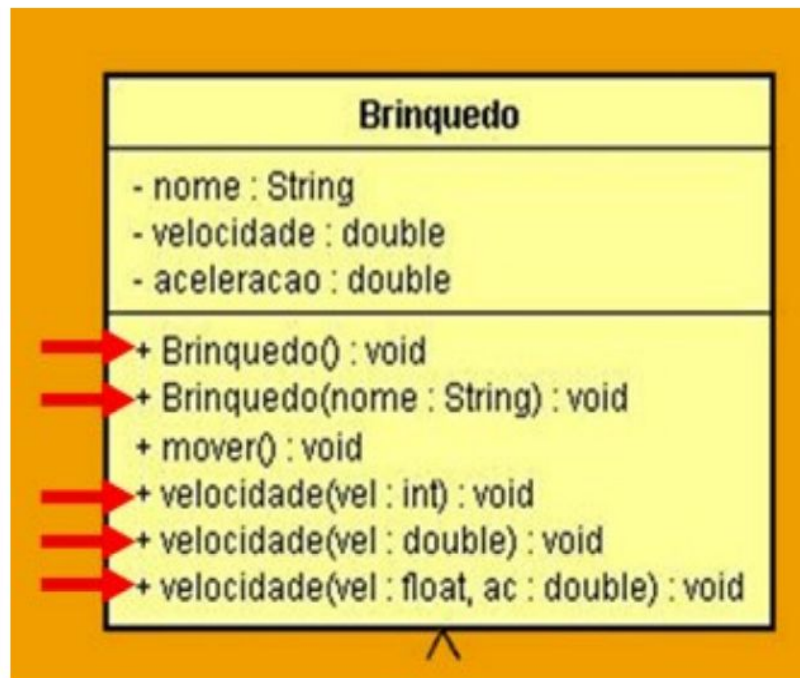 Brinquedo
- nome : String
- velocidade : double
- aceleracao : double
+ Brinquedo() : void
+ Brinquedo(nome : String) : void
+ mover() : void
+ velocidade(vel : int) : void
+ velocidade(vel : double) : void
+ velocidade(vel : float, ac : double) : void